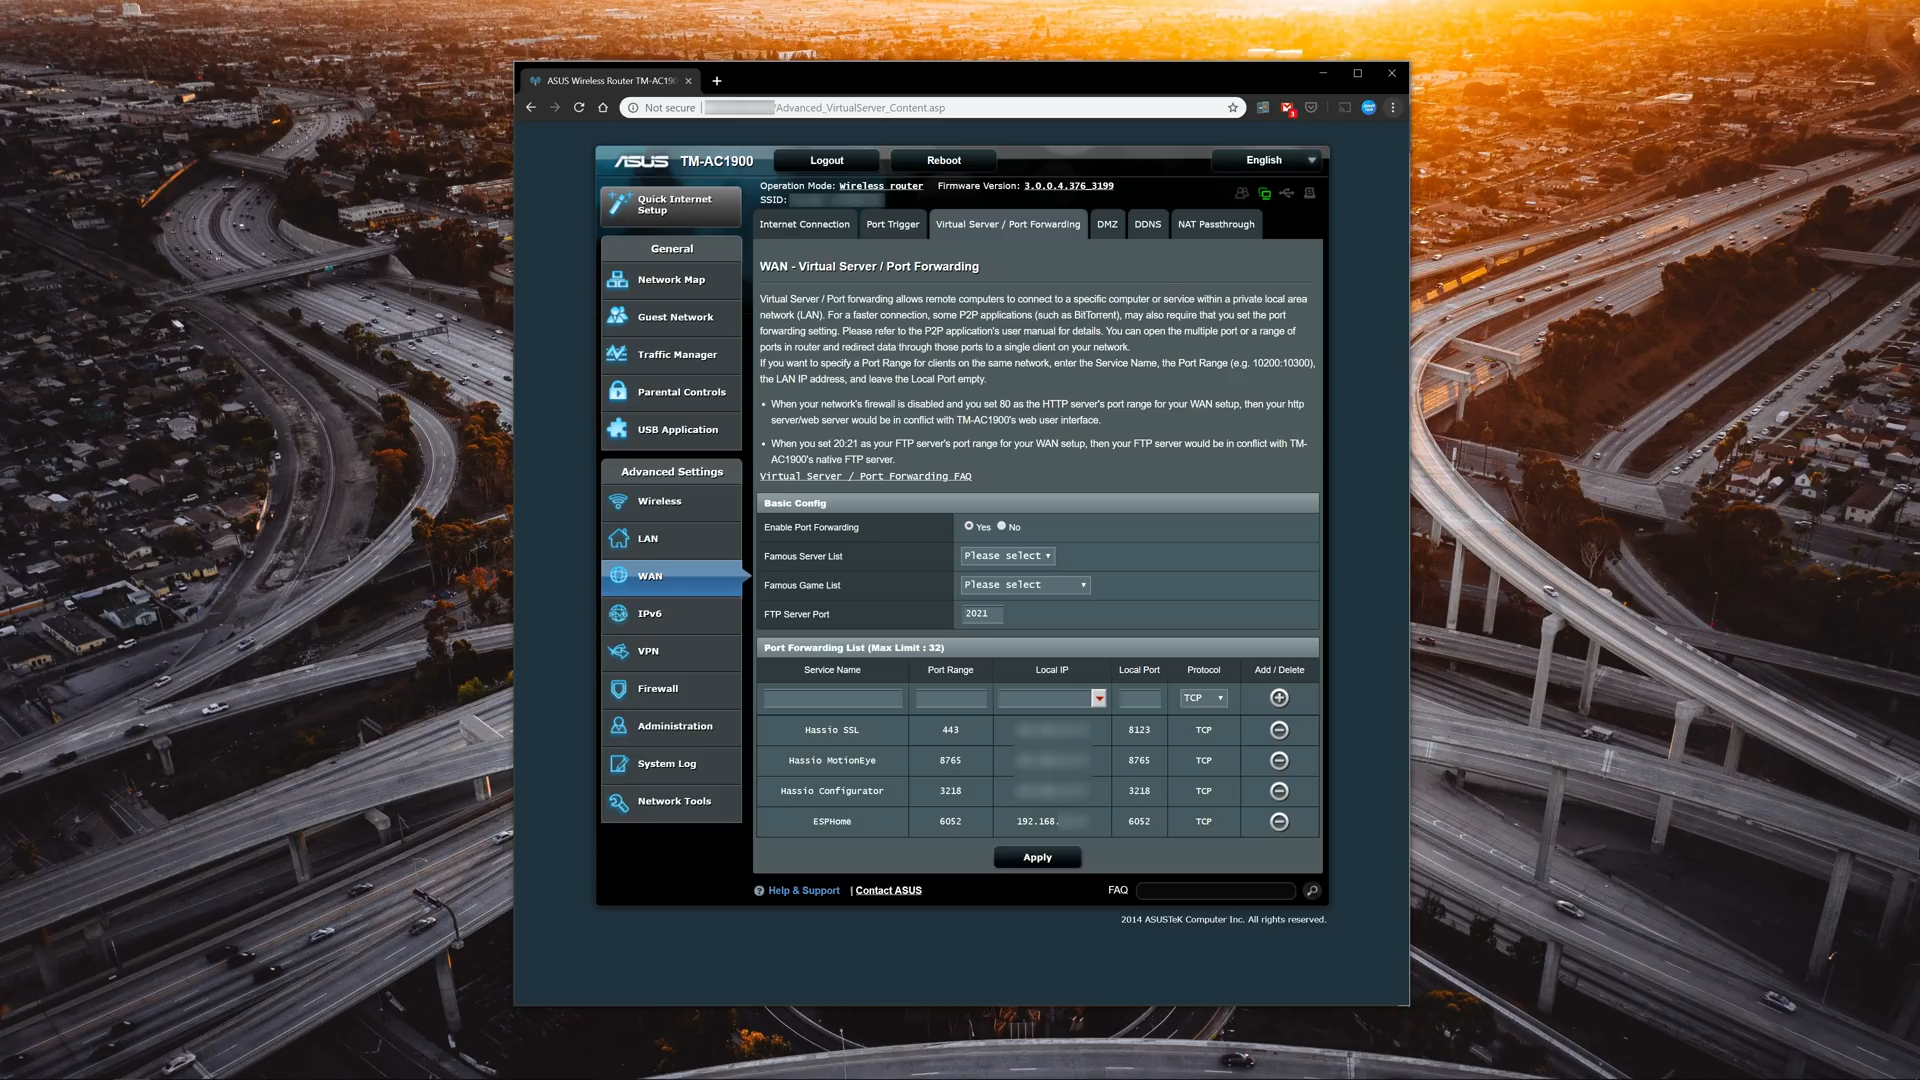 ASUS Wireless Router TM-AC190
Not secure | /Advanced_VirtualServer_Content.asp
3
ASUS TM-AC1900 Logout Reboot English
Quick Internet
Setup
General
Network Map
Guest Network
Traffic Manager
Parental Controls
USB Application
Advanced Settings
Wireless
LAN
WAN
IPv6
VPN
Firewall
Administration
System Log
Network Tools
Operation Mode: Wireless router Firmware Version: 3.0.0.4.376_3199
SSID:
Internet Connection Port Trigger Virtual Server / Port Forwarding DMZ DDNS NAT Passthrough
WAN - Virtual Server / Port Forwarding
Virtual Server / Port forwarding allows remote computers to connect to a specific computer or service within a private local area
network (LAN). For a faster connection, some P2P applications (such as BitTorrent), may also require that you set the port
forwarding setting. Please refer to the P2P application's user manual for details. You can open the multiple port or a range of
ports in router and redirect data through those ports to a single client on your network.
If you want to specify a Port Range for clients on the same network, enter the Service Name, the Port Range (e.g. 10200:10300),
the LAN IP address, and leave the Local Port empty.
• When your network's firewall is disabled and you set 80 as the HTTP server's port range for your WAN setup, then your http
server/web server would be in conflict with TM-AC1900's web user interface.
• When you set 20:21 as your FTP server's port range for your WAN setup, then your FTP server would be in conflict with TM-
AC1900's native FTP server.
Virtual Server / Port Forwarding FAQ
Basic Config
Enable Port Forwarding Yes No
Famous Server List Please select
Famous Game List Please select
FTP Server Port 2021
Port Forwarding List (Max Limit : 32)
Service Name Port Range Local IP Local Port Protocol Add / Delete
TCP
Hassio SSL 443 8123 TCP
Hassio MotionEye 8765 8765 TCP
Hassio Configurator 3218 3218 TCP
ESPHome 6052 192.168. 6052 TCP
Apply
Help & Support | Contact ASUS FAQ
2014 ASUSTeK Computer Inc. All rights reserved.